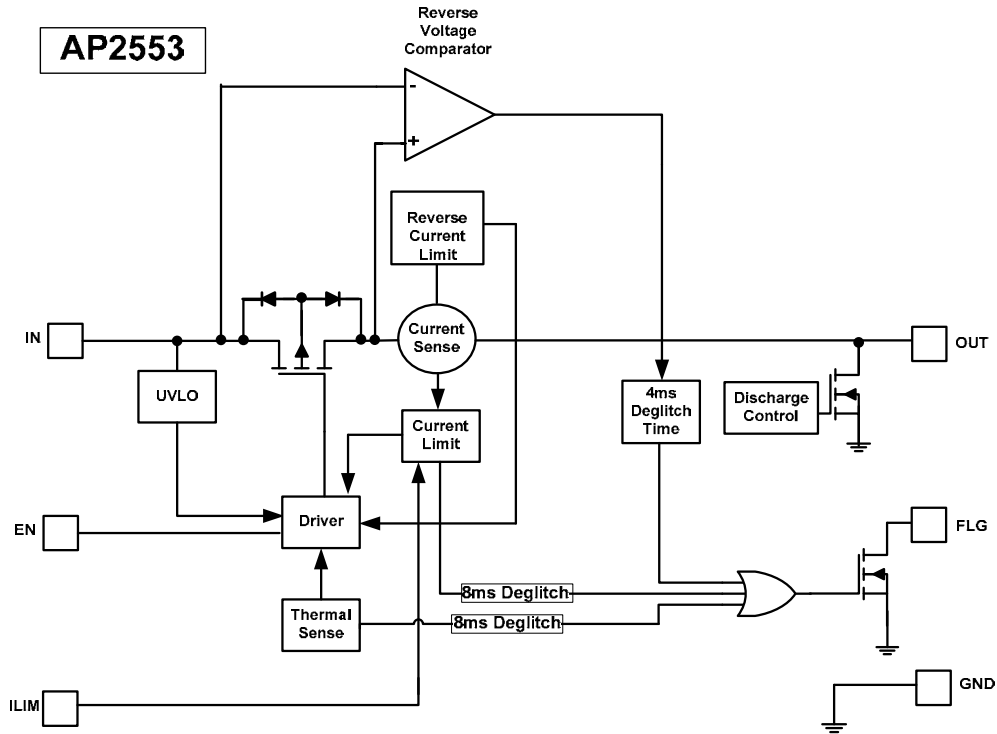 AP2553
Reverse
Voltage
Comparator
-
+
Reverse
Current
Limit
IN
Current
Sense
OUT
UVLO
4ms
Deglitch
Time
Discharge
Control
Current
Limit
EN
Driver
FLG
8ms Deglitch
Thermal
Sense
8ms Deglitch
GND
ILIM